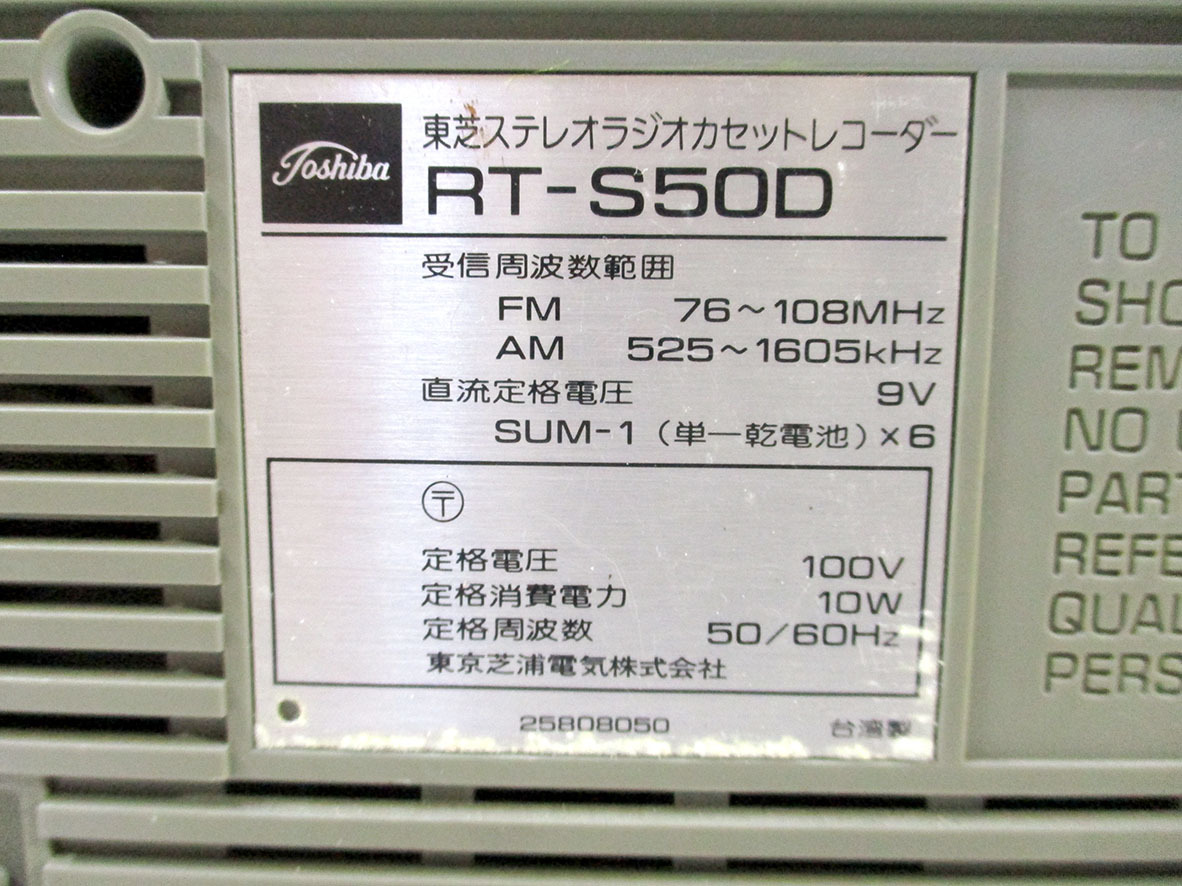 Toshiba
東芝ステレオラジオカセットレコーダー
RT-S50D
受信周波数範囲
FM 76～108MHz
AM 525～1605kHz
直流定格電圧 9V
SUM-1（単一乾電池）×6
〒
定格電圧 100V
定格消費電力 10W
定格周波数 50/60Hz
東京芝浦電気株式会社
25808050 台湾製
TO
SHO
REM
NO
PART
REFE
QUAL
PERS